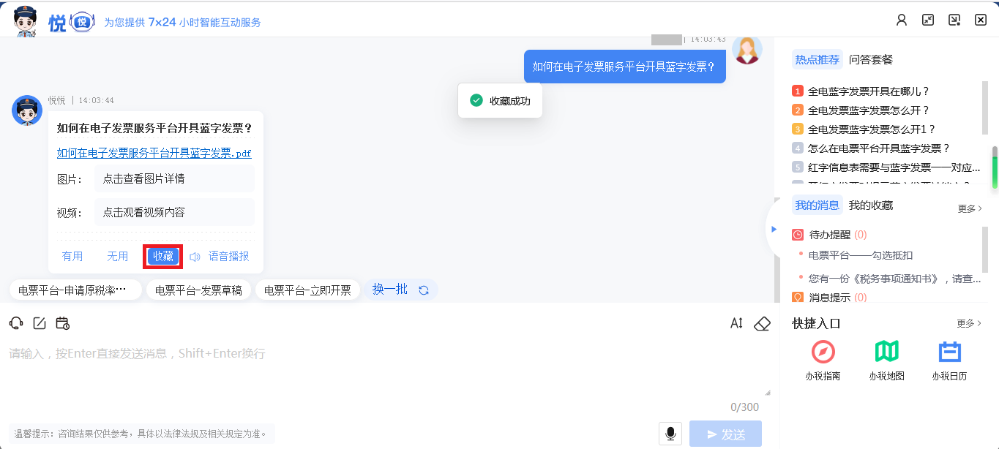 悦 悦 为您提供 7×24 小时智能互动服务
| 14:03:43
如何在电子发票服务平台开具蓝字发票？
收藏成功
悦悦 | 14:03:44
如何在电子发票服务平台开具蓝字发票？
如何在电子发票服务平台开具蓝字发票.pdf
图片： 点击查看图片详情
视频： 点击观看视频内容
有用 无用 收藏 语音播报
电票平台-申请原税率… 电票平台-发票草稿 电票平台-立即开票 换一批
请输入，按Enter直接发送消息，Shift+Enter换行
0/300
温馨提示：咨询结果仅供参考，具体以法律法规及相关规定为准。
发送
热点推荐 问答套餐
1 全电蓝字发票开具在哪儿？
2 全电发票蓝字发票怎么开？
3 全电发票蓝字发票怎么开1？
4 怎么在电票平台开具蓝字发票？
5 红字信息表需要与蓝字发票一一对应...
我的消息 我的收藏 更多
待办提醒 (0)
电票平台——勾选抵扣
您有一份《税务事项通知书》，请查...
消息提示 (0)
快捷入口 更多
办税指南 办税地图 办税日历